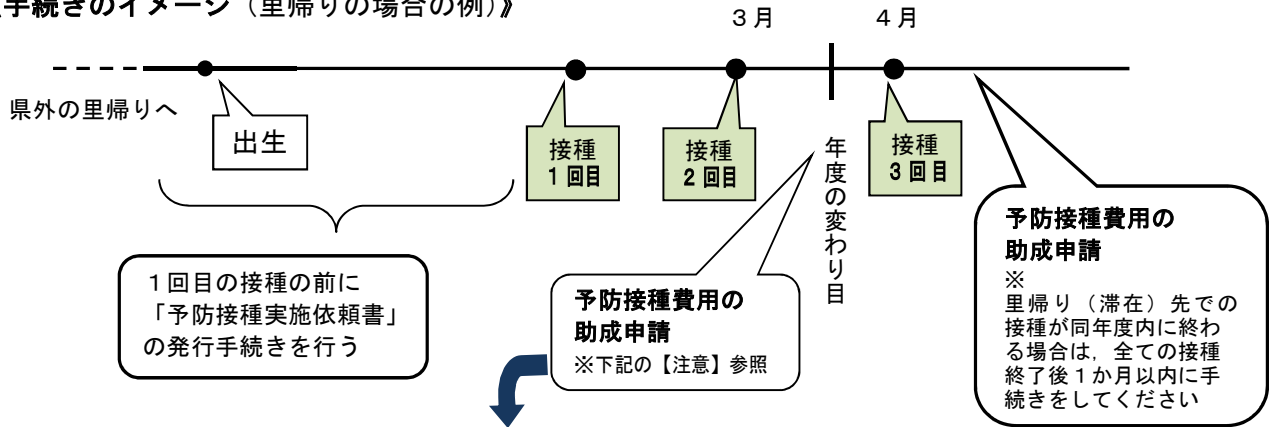 手続きのイメージ（里帰りの場合の例)》
3月
4月
県外の里帰りへ
出生
接種
1回目
接種
2回目
年度の変わり目
接種
3回目
１回目の接種の前に
「予防接種実施依頼書」
の発行手続きを行う
予防接種費用の
助成申請
※下記の【注意】参照
予防接種費用の
助成申請
※
里帰り（滞在）先での
接種が同年度内に終わ
る場合は，全ての接種
終了後１か月以内に手
続きをしてください